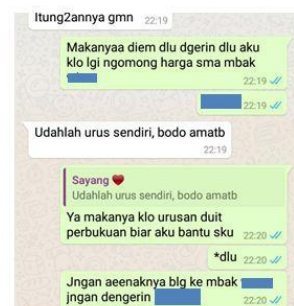 Itung2annya gmn 22:19
Makanyaa diem dlu dgerin dlu aku
klo lgi ngomong harga sma mbak
22:19
22:19
Udahlah urus sendiri, bodo amatb
22:19
Sayang
Udahlah urus sendiri, bodo amatb
Ya makanya klo urusan duit
perbukuan biar aku bantu sku 22:20
*dlu 22:20
Jngan aeenaknya blg ke mbak
jngan dengerin 22:20